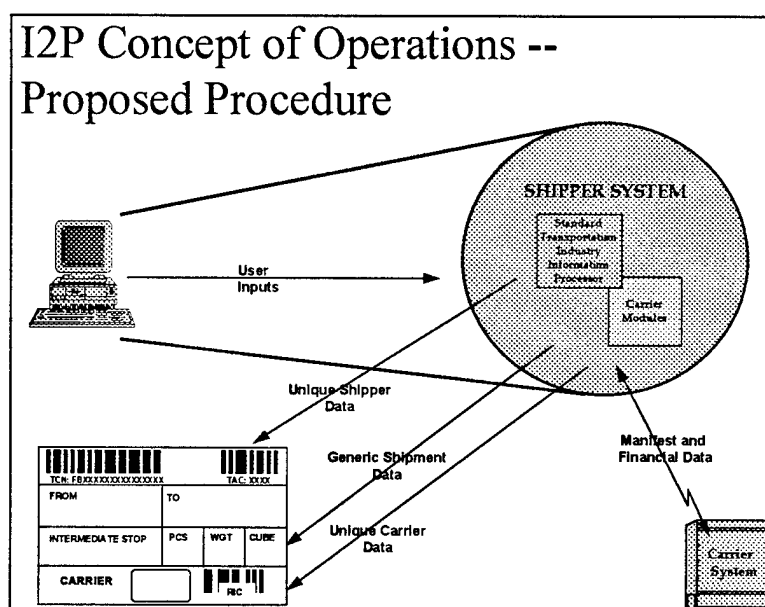 I2P Concept of Operations --
Proposed Procedure
SHIPPER SYSTEM
Standard
Transportation
Industry
Information
Processor
Carrier
Modules
User
Inputs
Unique Shipper
Data
Generic Shipment
Data
Unique Carrier
Data
Manifest and
Financial Data
TCN: FBXXXXXXXXXXXXXXX
TAC: XXXX
FROM
TO
INTERMEDIATE STOP
PCS
WGT
CUBE
CARRIER
Carrier
System